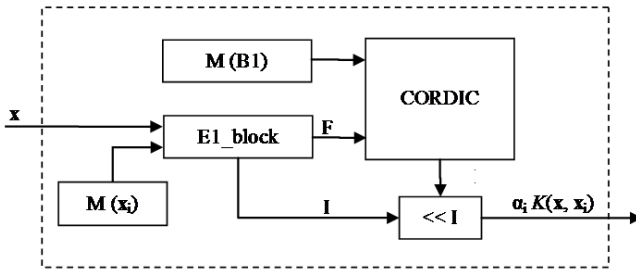 M (B1)
CORDIC
x
E1_block
F
M (xᵢ)
I
<< I
αᵢ K(x, xᵢ)